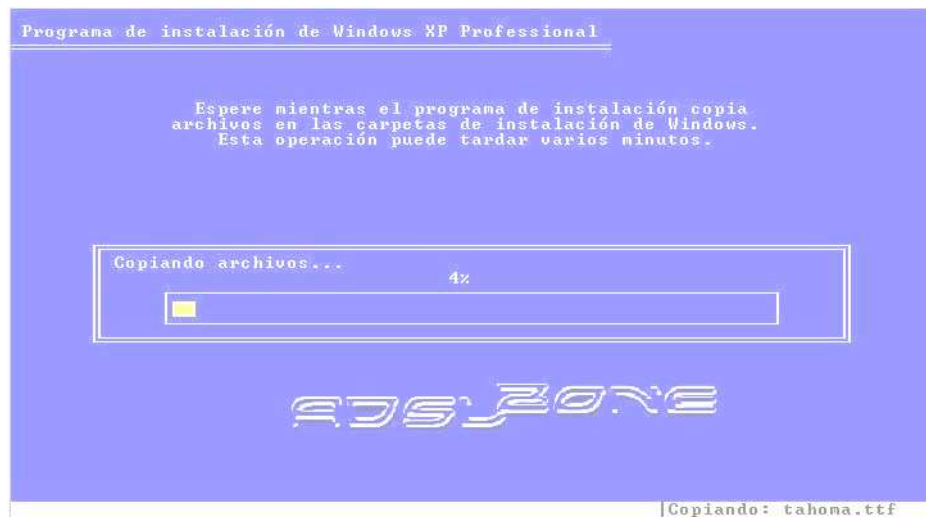 Programa de instalación de Windows XP Professional
Espere mientras el programa de instalación copia
archivos en las carpetas de instalación de Windows.
Esta operación puede tardar varios minutos.
Copiando archivos...
4%
ADSLZONE
|Copiando: tahoma.ttf